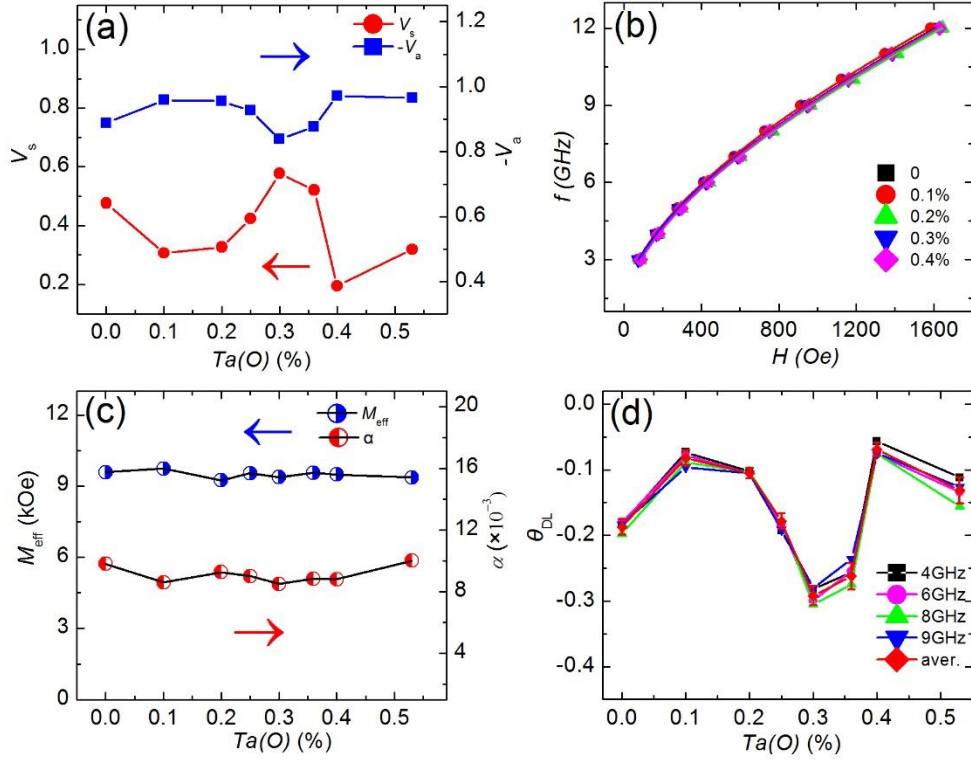 (a)
V_s
-V_a
1.0
0.8
0.6
0.4
0.2
V_s
1.2
1.0
0.8
0.6
0.4
-V_a
0.0 0.1 0.2 0.3 0.4 0.5
Ta(O) (%)
(b)
12
9
6
3
f (GHz)
0
0.1%
0.2%
0.3%
0.4%
0 400 800 1200 1600
H (Oe)
(c)
M_eff
α
12
9
6
3
0
M_eff (kOe)
20
16
12
8
4
α (×10⁻³)
0.0 0.1 0.2 0.3 0.4 0.5
Ta(O) (%)
(d)
0.0
-0.1
-0.2
-0.3
-0.4
θ_DL
4GHz
6GHz
8GHz
9GHz
aver.
0.0 0.1 0.2 0.3 0.4 0.5
Ta(O) (%)